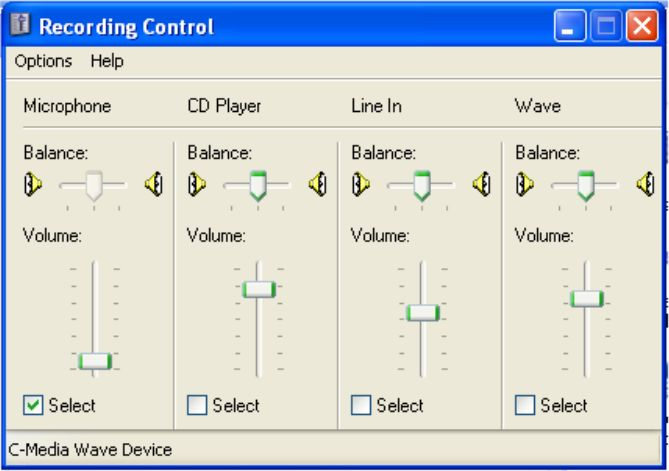 Recording Control
Options Help
Microphone CD Player Line In Wave
Balance: Balance: Balance: Balance:
Volume: Volume: Volume: Volume:
Select Select Select Select
C-Media Wave Device